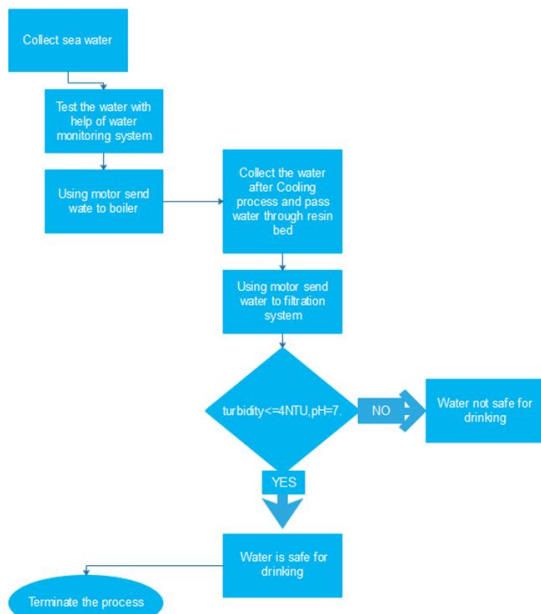 Collect sea water
Test the water with
help of water
monitoring system
Using motor send
wate to boiler
Collect the water
after Cooling
process and pass
water through resin
bed
Using motor send
water to filtration
system
turbidity<=4NTU,pH=7.
NO
Water not safe for
drinking
YES
Water is safe for
drinking
Terminate the process